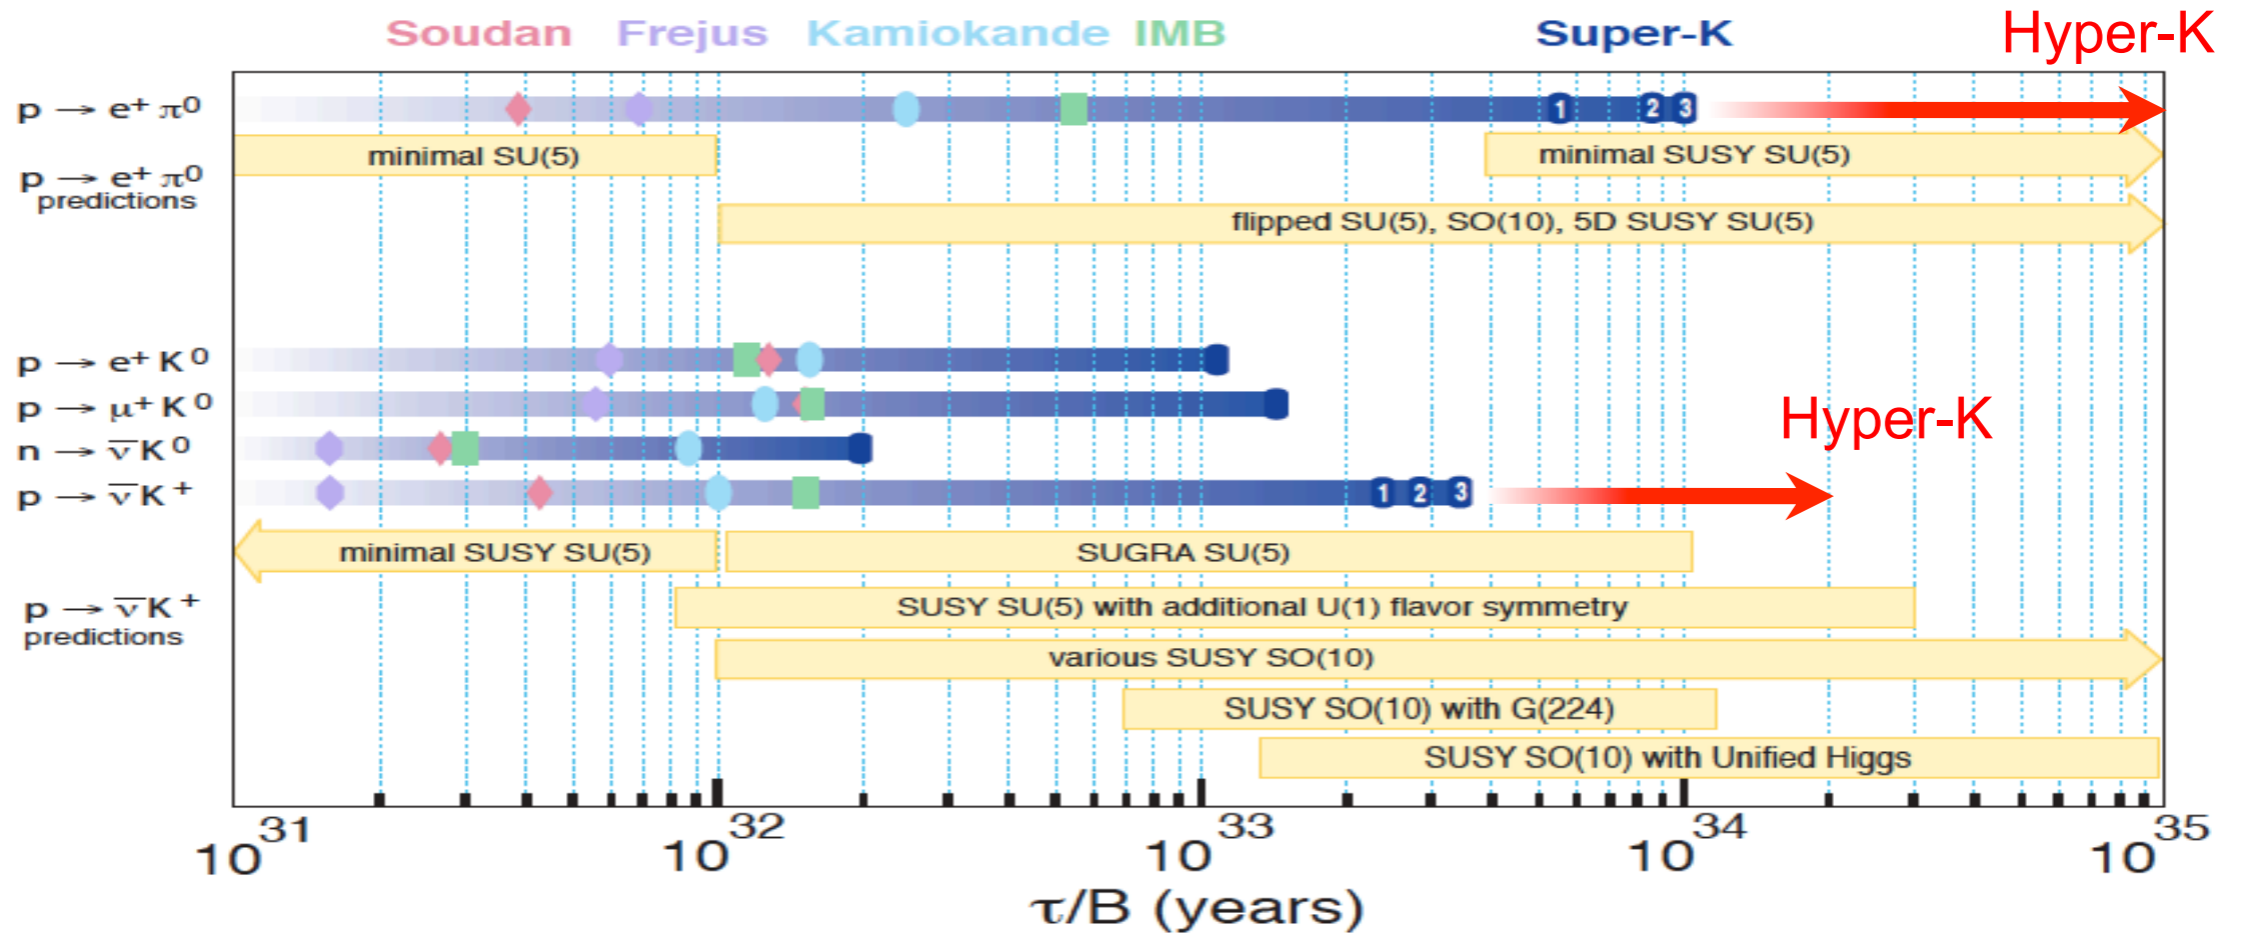 Soudan Frejus Kamiokande IMB Super-K Hyper-K
p → e⁺ π⁰ 1 2 3
minimal SU(5) minimal SUSY SU(5)
p → e⁺ π⁰
predictions
flipped SU(5), SO(10), 5D SUSY SU(5)
p → e⁺ K⁰
p → μ⁺ K⁰
Hyper-K
n → ν̅ K⁰
p → ν̅ K⁺ 1 2 3
minimal SUSY SU(5) SUGRA SU(5)
p → ν̅ K⁺
predictions
SUSY SU(5) with additional U(1) flavor symmetry
various SUSY SO(10)
SUSY SO(10) with G(224)
SUSY SO(10) with Unified Higgs
10³¹ 10³² 10³³ 10³⁴ 10³⁵
τ/B (years)